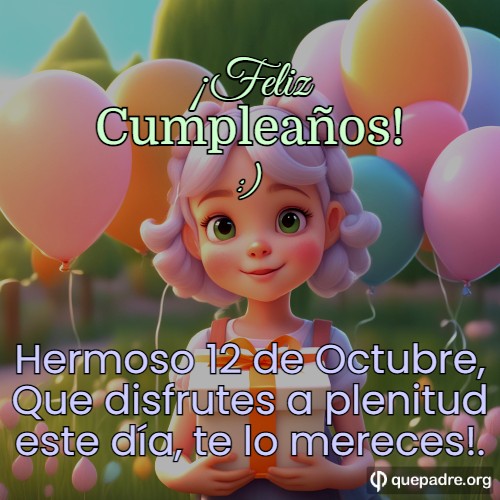 ¡Feliz
Cumpleaños!
:)
Hermoso 12 de Octubre,
Que disfrutes a plenitud
este día, te lo mereces!.
quepadre.org